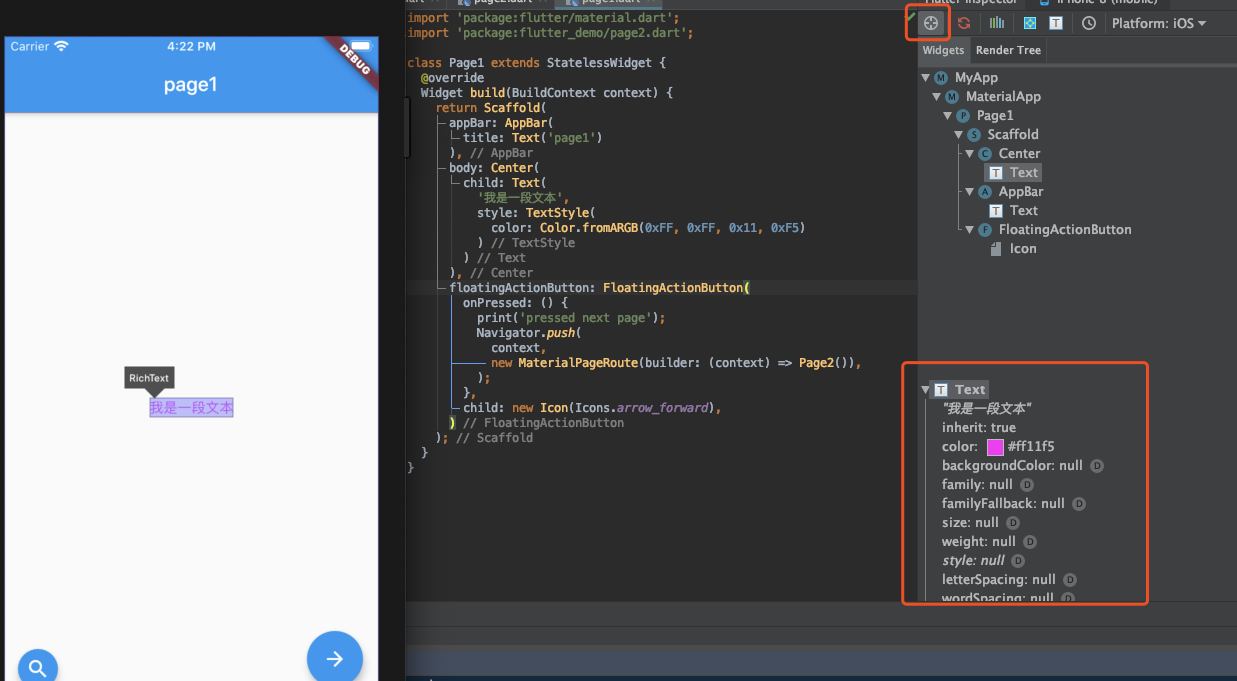 Carrier
4:22 PM
DEBUG
page1
RichText
我是一段文本
import 'package:flutter/material.dart';
import 'package:flutter_demo/page2.dart';
class Page1 extends StatelessWidget {
@override
Widget build(BuildContext context) {
return Scaffold(
appBar: AppBar(
title: Text('page1')
), // AppBar
body: Center(
child: Text(
'我是一段文本',
style: TextStyle(
color: Color.fromARGB(0xFF, 0xFF, 0x11, 0xF5)
) // TextStyle
) // Text
), // Center
floatingActionButton: FloatingActionButton(
onPressed: () {
print('pressed next page');
Navigator.push(
context,
new MaterialPageRoute(builder: (context) => Page2()),
);
},
child: new Icon(Icons.arrow_forward),
) // FloatingActionButton
); // Scaffold
}
}
Platform: iOS
Widgets
Render Tree
M MyApp
M MaterialApp
P Page1
S Scaffold
C Center
T Text
A AppBar
T Text
F FloatingActionButton
Icon
T Text
"我是一段文本"
inherit: true
color: #ff11f5
backgroundColor: null D
family: null D
familyFallback: null D
size: null D
weight: null D
style: null D
letterSpacing: null D
wordSpacing: null D